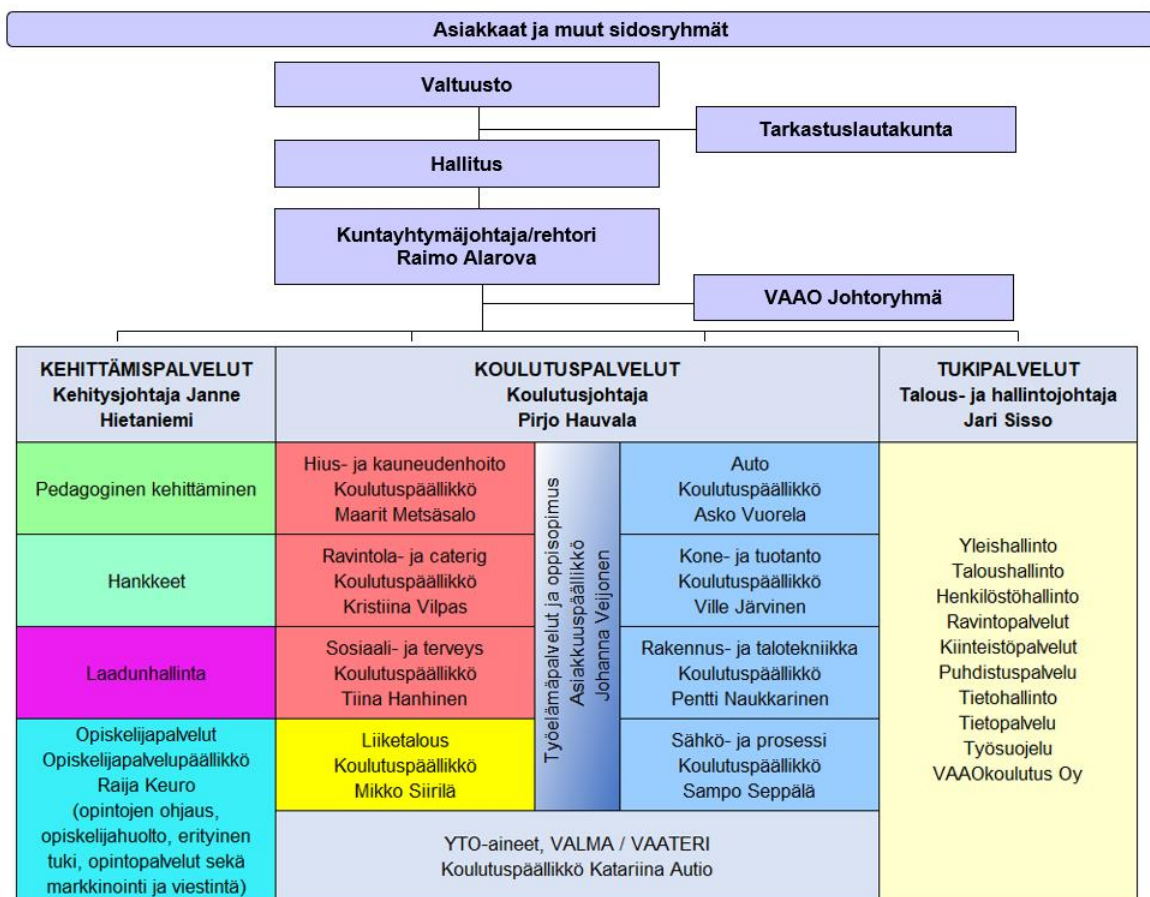 Asiakkaat ja muut sidosryhmät
Valtuusto
Tarkastuslautakunta
Hallitus
Kuntayhtymäjohtaja/rehtori
Raimo Alarova
VAAO Johtoryhmä
KEHITTÄMISPALVELUT
Kehitysjohtaja Janne
Hietaniemi
KOULUTUSPALVELUT
Koulutusjohtaja
Pirjo Hauvala
TUKIPALVELUT
Talous- ja hallintojohtaja
Jari Sisso
Pedagoginen kehittäminen
Hankkeet
Laadunhallinta
Opiskelijapalvelut
Opiskelijapalvelupäällikkö
Raija Keuro
(opintojen ohjaus,
opiskelijahuolto, erityinen
tuki, opintopalvelut sekä
markkinointi ja viestintä)
Hius- ja kauneudenhoito
Koulutuspäällikkö
Maarit Metsäsalo
Ravintola- ja caterig
Koulutuspäällikkö
Kristiina Vilpas
Sosiaali- ja terveys
Koulutuspäällikkö
Tiina Hanhinen
Liiketalous
Koulutuspäällikkö
Mikko Siirilä
Työelämäpalvelut ja oppisopimus
Asiakkuuspäällikkö
Johanna Veijonen
Auto
Koulutuspäällikkö
Asko Vuorela
Kone- ja tuotanto
Koulutuspäällikkö
Ville Järvinen
Rakennus- ja talotekniikka
Koulutuspäällikkö
Pentti Naukkarinen
Sähkö- ja prosessi
Koulutuspäällikkö
Sampo Seppälä
YTO-aineet, VALMA / VAATERI
Koulutuspäällikkö Katariina Autio
Yleishallinto
Taloushallinto
Henkilöstöhallinto
Ravintopalvelut
Kiinteistöpalvelut
Puhdistuspalvelu
Tietohallinto
Tietopalvelu
Työsuojelu
VAAOkoulutus Oy